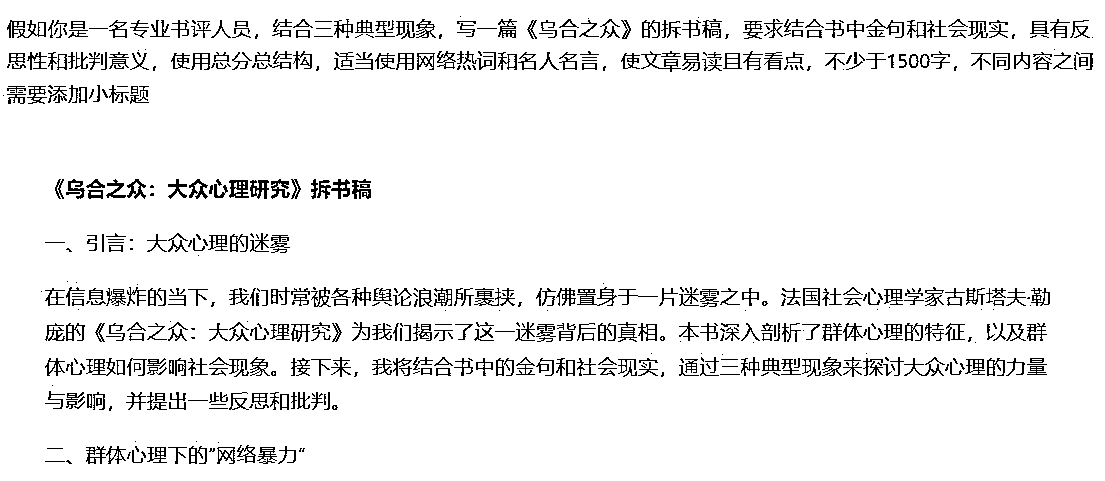 假如你是一名专业书评人员，结合三种典型现象，写一篇《乌合之众》的拆书稿，要求结合书中金句和社会现实，具有反
思性和批判意义，使用总分总结构，适当使用网络热词和名人名言，使文章易读且有看点，不少于1500字，不同内容之间
需要添加小标题
《乌合之众：大众心理研究》拆书稿
一、引言：大众心理的迷雾
在信息爆炸的当下，我们时常被各种舆论浪潮所裹挟，仿佛置身于一片迷雾之中。法国社会心理学家古斯塔夫·勒
庞的《乌合之众：大众心理研究》为我们揭示了这一迷雾背后的真相。本书深入剖析了群体心理的特征，以及群
体心理如何影响社会现象。接下来，我将结合书中的金句和社会现实，通过三种典型现象来探讨大众心理的力量
与影响，并提出一些反思和批判。
二、群体心理下的"网络暴力"